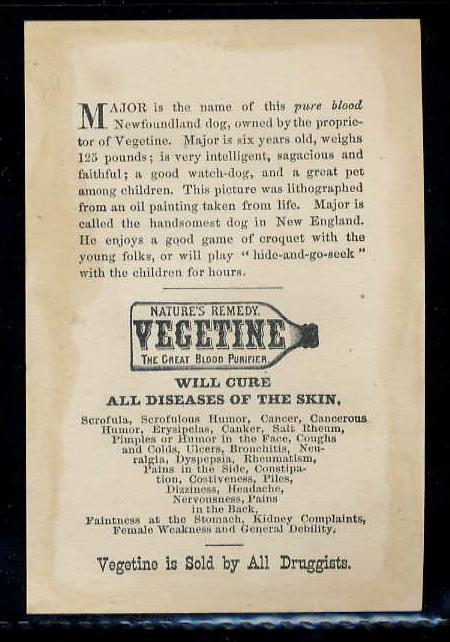 MAJOR is the name of this pure blood
Newfoundland dog, owned by the proprie-
tor of Vegetine. Major is six years old, weighs
125 pounds; is very intelligent, sagacious and
faithful; a good watch-dog, and a great pet
among children. This picture was lithographed
from an oil painting taken from life. Major is
called the handsomest dog in New England.
He enjoys a good game of croquet with the
young folks, or will play "hide-and-go-seek"
with the children for hours.
NATURE'S REMEDY.
VEGETINE
THE GREAT BLOOD PURIFIER.
WILL CURE
ALL DISEASES OF THE SKIN,
Scrofula, Scrofulous Humor, Cancer, Cancerous
Humor, Erysipelas, Canker, Salt Rheum,
Pimples or Humor in the Face, Coughs
and Colds, Ulcers, Bronchitis, Neu-
ralgia, Dyspepsia, Rheumatism,
Pains in the Side, Constipa-
tion, Costiveness, Piles,
Dizziness, Headache,
Nervousness, Pains
in the Back,
Faintness at the Stomach, Kidney Complaints,
Female Weakness and General Debility.
Vegetine is Sold by All Druggists.